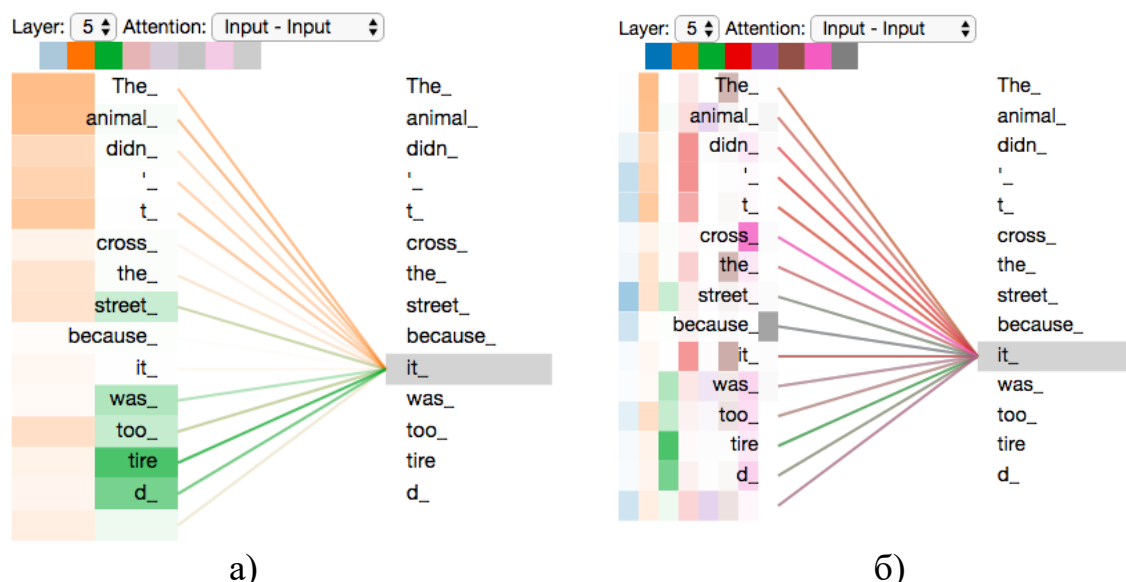 Layer: 5 Attention: Input - Input
The_ The_
animal_ animal_
didn_ didn_
'_ '_
t_ t_
cross_ cross_
the_ the_
street_ street_
because_ because_
it_ it_
was_ was_
too_ too_
tire tire
d_ d_
а)
Layer: 5 Attention: Input - Input
The_ The_
animal_ animal_
didn_ didn_
'_ '_
t_ t_
cross_ cross_
the_ the_
street_ street_
because_ because_
it_ it_
was_ was_
too_ too_
tire tire
d_ d_
б)